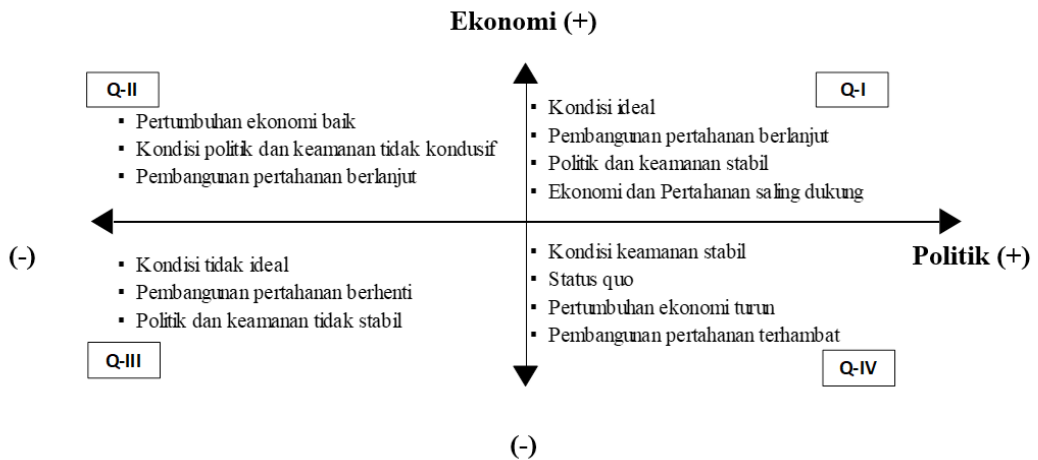 Ekonomi (+)
Q-II
▪ Pertumbuhan ekonomi baik
▪ Kondisi politik dan keamanan tidak kondusif
▪ Pembangunan pertahanan berlanjut
Q-I
▪ Kondisi ideal
▪ Pembangunan pertahanan berlanjut
▪ Politik dan keamanan stabil
▪ Ekonomi dan Pertahanan saling dukung
(-)
Politik (+)
▪ Kondisi tidak ideal
▪ Pembangunan pertahanan berhenti
▪ Politik dan keamanan tidak stabil
Q-III
▪ Kondisi keamanan stabil
▪ Status quo
▪ Pertumbuhan ekonomi turun
▪ Pembangunan pertahanan terhambat
Q-IV
(-)